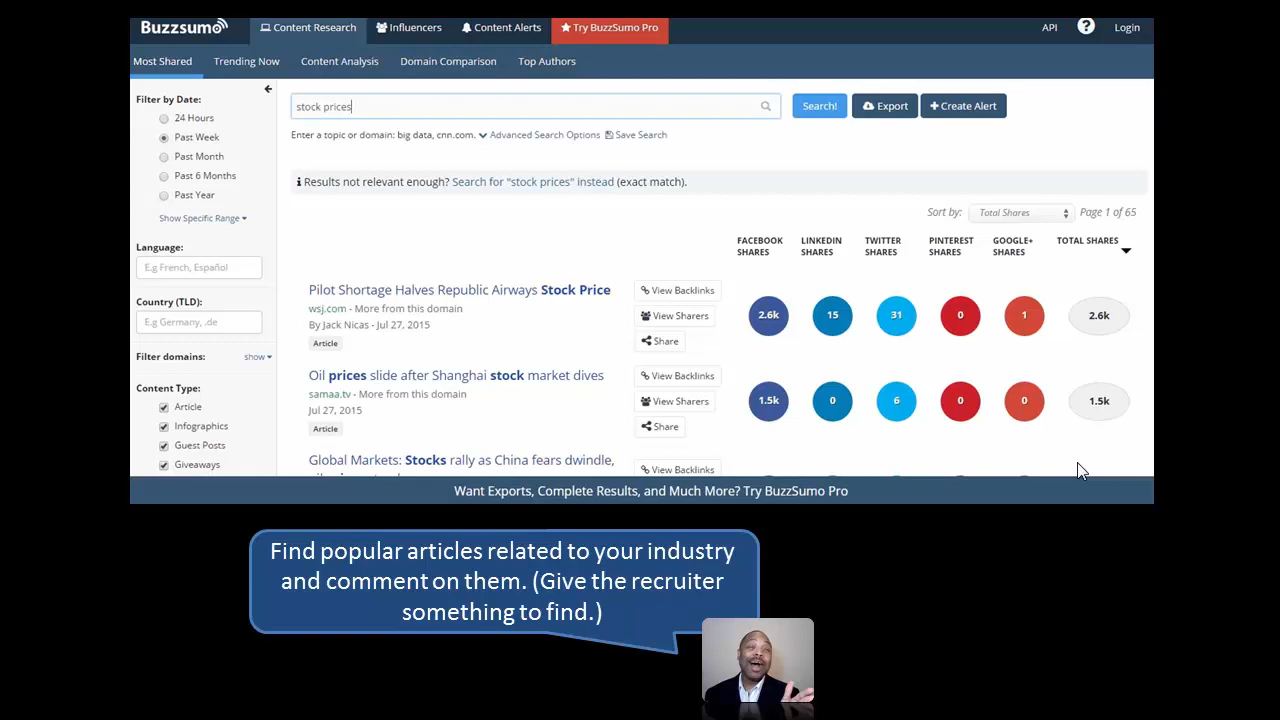 Buzzsumo
Content Research
Influencers
Content Alerts
Try BuzzSumo Pro
API
?
Login
Most Shared
Trending Now
Content Analysis
Domain Comparison
Top Authors
Filter by Date:
24 Hours
Past Week
Past Month
Past 6 Months
Past Year
Show Specific Range
Language:
E.g French, Español
Country (TLD):
E.g Germany, .de
Filter domains:
show
Content Type:
Article
Infographics
Guest Posts
Giveaways
stock prices
Search!
Export
Create Alert
Enter a topic or domain: big data, cnn.com. Advanced Search Options Save Search
Results not relevant enough? Search for "stock prices" instead (exact match).
Sort by: Total Shares Page 1 of 65
FACEBOOK SHARES
LINKEDIN SHARES
TWITTER SHARES
PINTEREST SHARES
GOOGLE+ SHARES
TOTAL SHARES
Pilot Shortage Halves Republic Airways Stock Price
wsj.com - More from this domain
By Jack Nicas - Jul 27, 2015
Article
View Backlinks
View Sharers
Share
2.6k 15 31 0 1 2.6k
Oil prices slide after Shanghai stock market dives
samaa.tv - More from this domain
Jul 27, 2015
Article
View Backlinks
View Sharers
Share
1.5k 0 6 0 0 1.5k
Global Markets: Stocks rally as China fears dwindle,
View Backlinks
Want Exports, Complete Results, and Much More? Try BuzzSumo Pro
Find popular articles related to your industry
and comment on them. (Give the recruiter
something to find.)